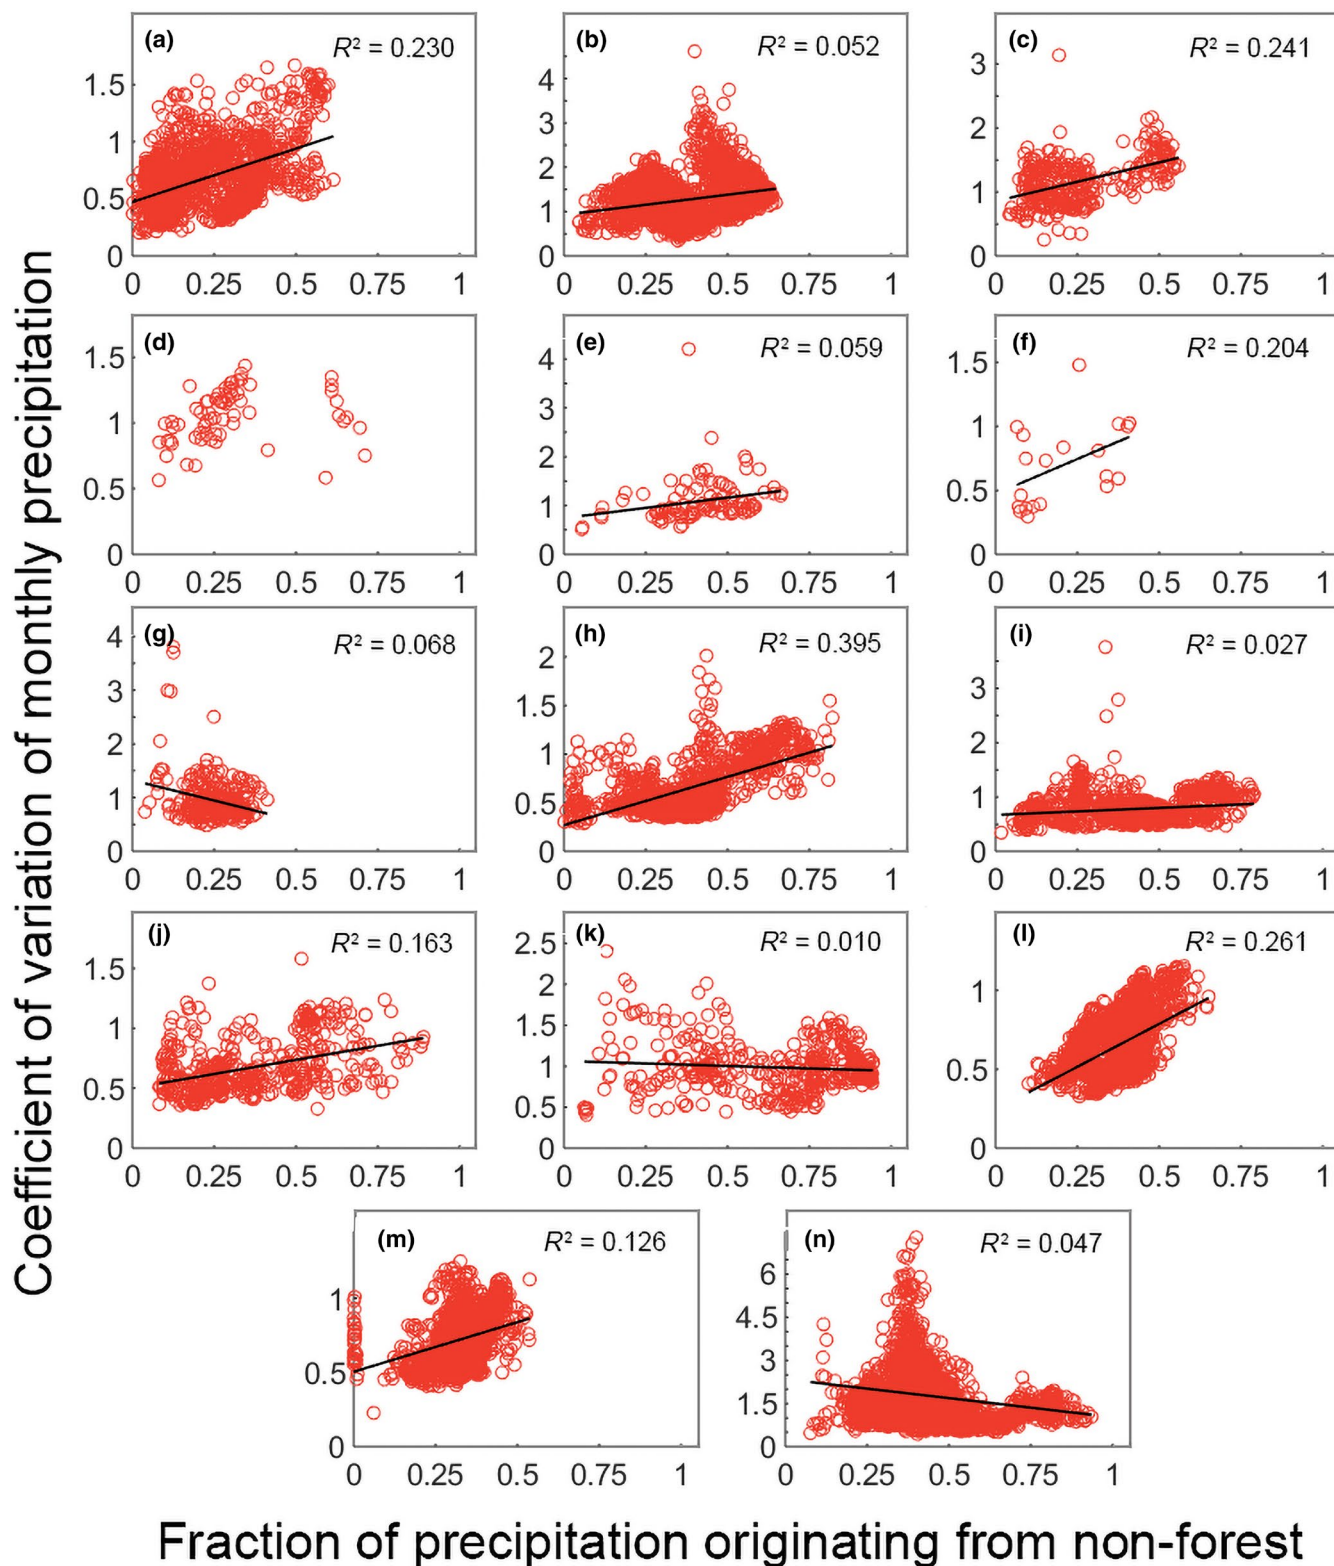 Coefficient of variation of monthly precipitation
(a)
R² = 0.230
1.5
1
0.5
0
0 0.25 0.5 0.75 1
(b)
R² = 0.052
4
3
2
1
0
0 0.25 0.5 0.75 1
(c)
R² = 0.241
3
2
1
0
0 0.25 0.5 0.75 1
(d)
1.5
1
0.5
0
0 0.25 0.5 0.75 1
(e)
R² = 0.059
4
3
2
1
0
0 0.25 0.5 0.75 1
(f)
R² = 0.204
1.5
1
0.5
0
0 0.25 0.5 0.75 1
(g)
R² = 0.068
4
3
2
1
0
0 0.25 0.5 0.75 1
(h)
R² = 0.395
2
1.5
1
0.5
0
0 0.25 0.5 0.75 1
(i)
R² = 0.027
3
2
1
0
0 0.25 0.5 0.75 1
(j)
R² = 0.163
1.5
1
0.5
0
0 0.25 0.5 0.75 1
(k)
R² = 0.010
2.5
2
1.5
1
0.5
0
0 0.25 0.5 0.75 1
(l)
R² = 0.261
1
0.5
0
0 0.25 0.5 0.75 1
(m)
R² = 0.126
1
0.5
0
0 0.25 0.5 0.75 1
(n)
R² = 0.047
6
4.5
3
1.5
0
0 0.25 0.5 0.75 1
Fraction of precipitation originating from non-forest